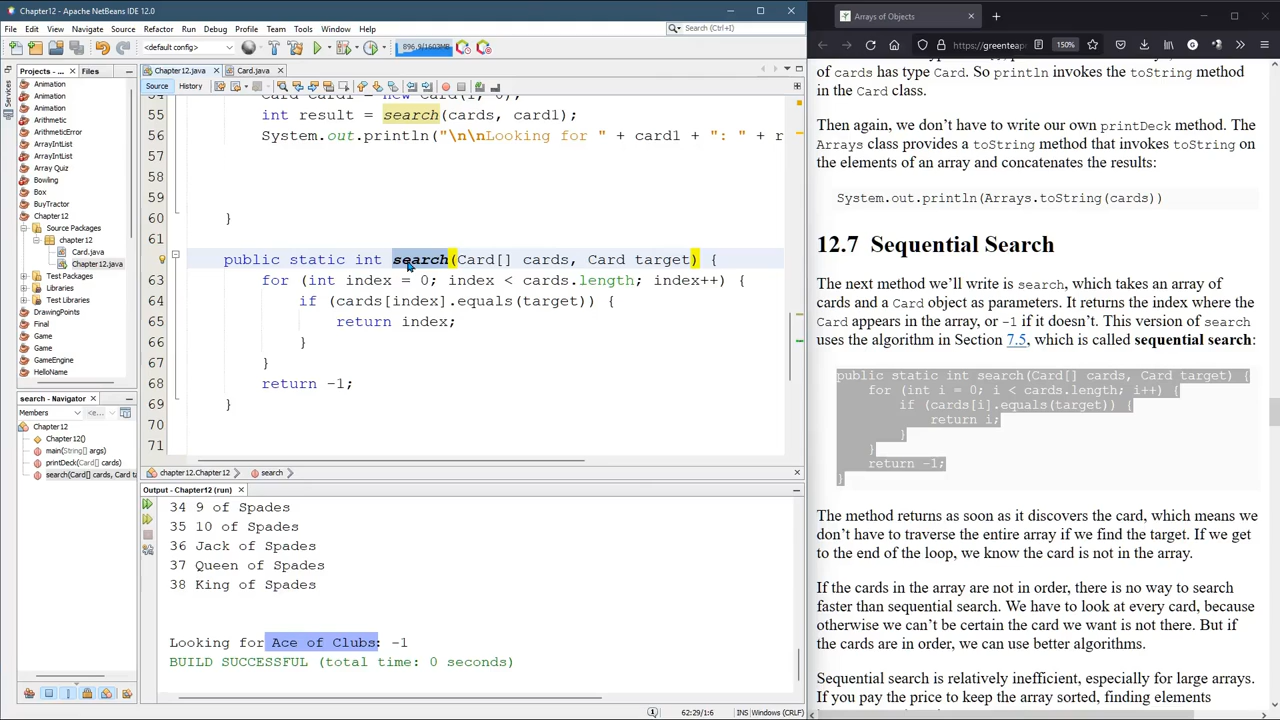 Chapter12 - Apache NetBeans IDE 12.0
File Edit View Navigate Source Refactor Run Debug Profile Team Tools Window Help
Search (Ctrl+I)
<default config>
896.9/1603MB
Projects -...
Files
Animation
Animation
Animation
Arithmetic
ArithmeticError
ArrayIntList
ArrayIntList
Array Quiz
Bowling
Box
BuyTractor
Chapter12
Source Packages
chapter12
Card.java
Chapter12.java
Test Packages
Libraries
Test Libraries
DrawingPoints
Final
Game
Game
GameEngine
HelloName
Services
search - Navigator
Members
<e...
Chapter12
Chapter12()
main(String[] args)
printDeck(Card[] cards)
search(Card[] cards, Card ta
Chapter12.java
Card.java
Source
History
55 int result = search(cards, card1);
56 System.out.println("\n\nLooking for " + card1 + ": " + r
57
58
59
60 }
61
public static int search(Card[] cards, Card target) {
63 for (int index = 0; index < cards.length; index++) {
64 if (cards[index].equals(target)) {
65 return index;
66 }
67 }
68 return -1;
69 }
70
71
chapter12.Chapter12
search
Output - Chapter12 (run)
34 9 of Spades
35 10 of Spades
36 Jack of Spades
37 Queen of Spades
38 King of Spades
Looking for Ace of Clubs: -1
BUILD SUCCESSFUL (total time: 0 seconds)
62:29/1:6
INS
Windows (CRLF)
Arrays of Objects
https://greenteap
150%
of cards has type Card. So println invokes the toString method
in the Card class.
Then again, we don't have to write our own printDeck method. The
Arrays class provides a toString method that invokes toString on
the elements of an array and concatenates the results:
System.out.println(Arrays.toString(cards))
12.7 Sequential Search
The next method we'll write is search, which takes an array of
cards and a Card object as parameters. It returns the index where the
Card appears in the array, or -1 if it doesn't. This version of search
uses the algorithm in Section 7.5, which is called sequential search:
public static int search(Card[] cards, Card target) {
for (int i = 0; i < cards.length; i++) {
if (cards[i].equals(target)) {
return i;
}
}
return -1;
}
The method returns as soon as it discovers the card, which means we
don't have to traverse the entire array if we find the target. If we get
to the end of the loop, we know the card is not in the array.
If the cards in the array are not in order, there is no way to search
faster than sequential search. We have to look at every card, because
otherwise we can't be certain the card we want is not there. But if
the cards are in order, we can use better algorithms.
Sequential search is relatively inefficient, especially for large arrays.
If you pay the price to keep the array sorted, finding elements